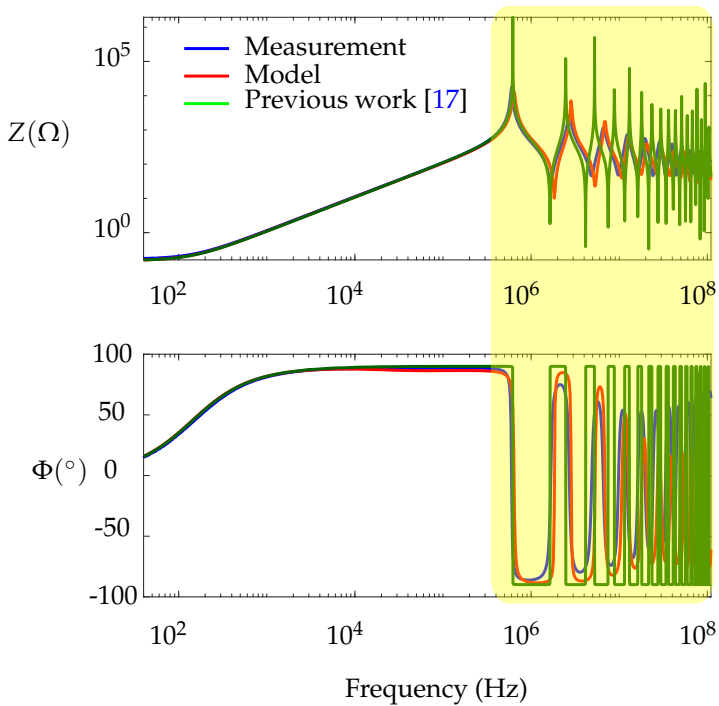 10^5
Measurement
Model
Previous work [17]
Z(Ω)
10^0
10^2
10^4
10^6
10^8
100
50
Φ(°)
0
-50
-100
10^2
10^4
10^6
10^8
Frequency (Hz)